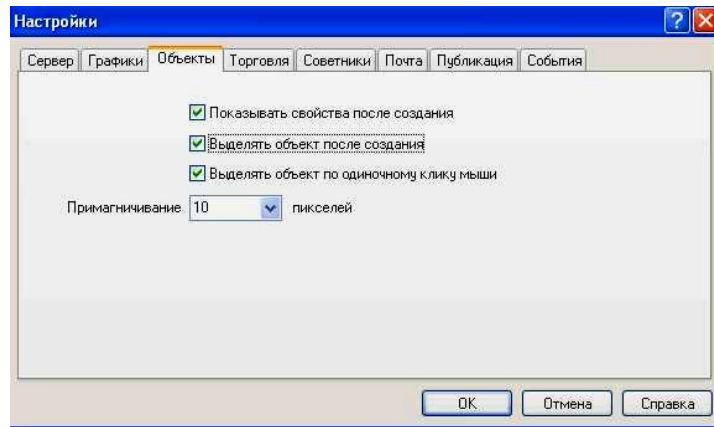 Настройки
Сервер Графики Объекты Торговля Советники Почта Публикация События
Показывать свойства после создания
Выделять объект после создания
Выделять объект по одиночному клику мыши
Примагничивание 10 пикселей
OK Отмена Справка